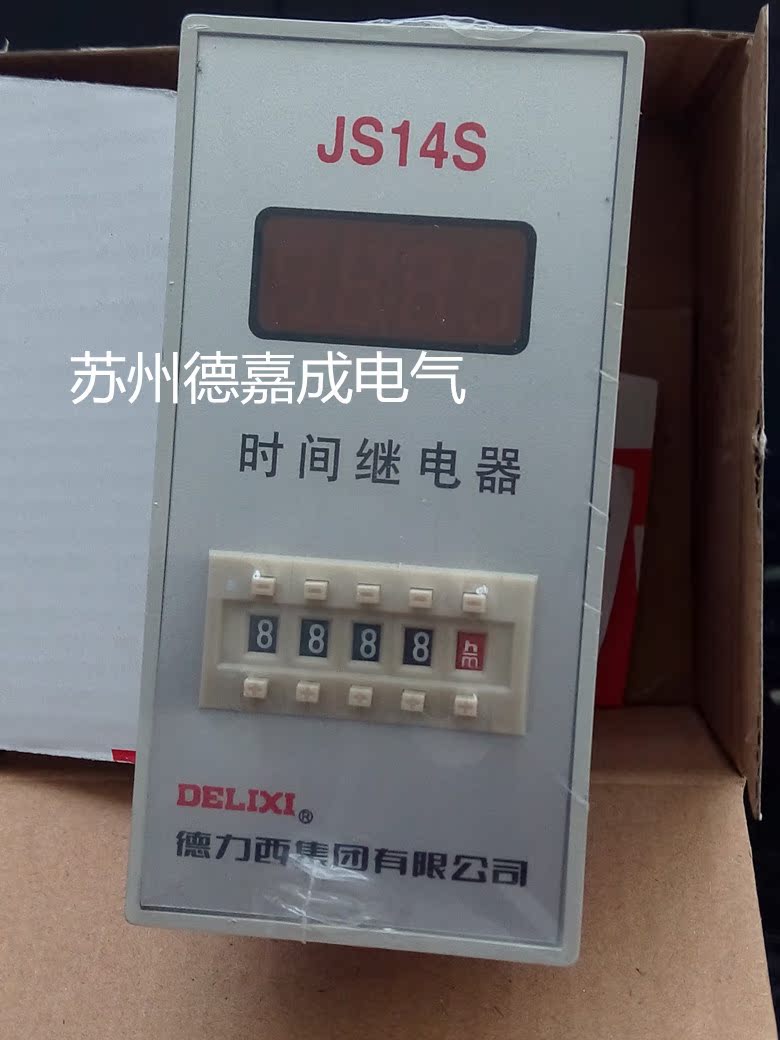 JS14S
苏州德嘉成电气
时间继电器
8 8 8 8 h/m
DELIXI®
德力西集团有限公司